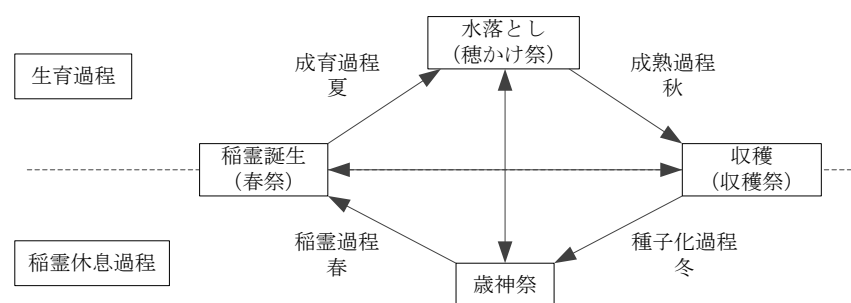 水落とし
（穂かけ祭）
成育過程
夏
成熟過程
秋
生育過程
稲霊誕生
（春祭）
収穫
（収穫祭）
稲霊過程
春
種子化過程
冬
稲霊休息過程
歳神祭